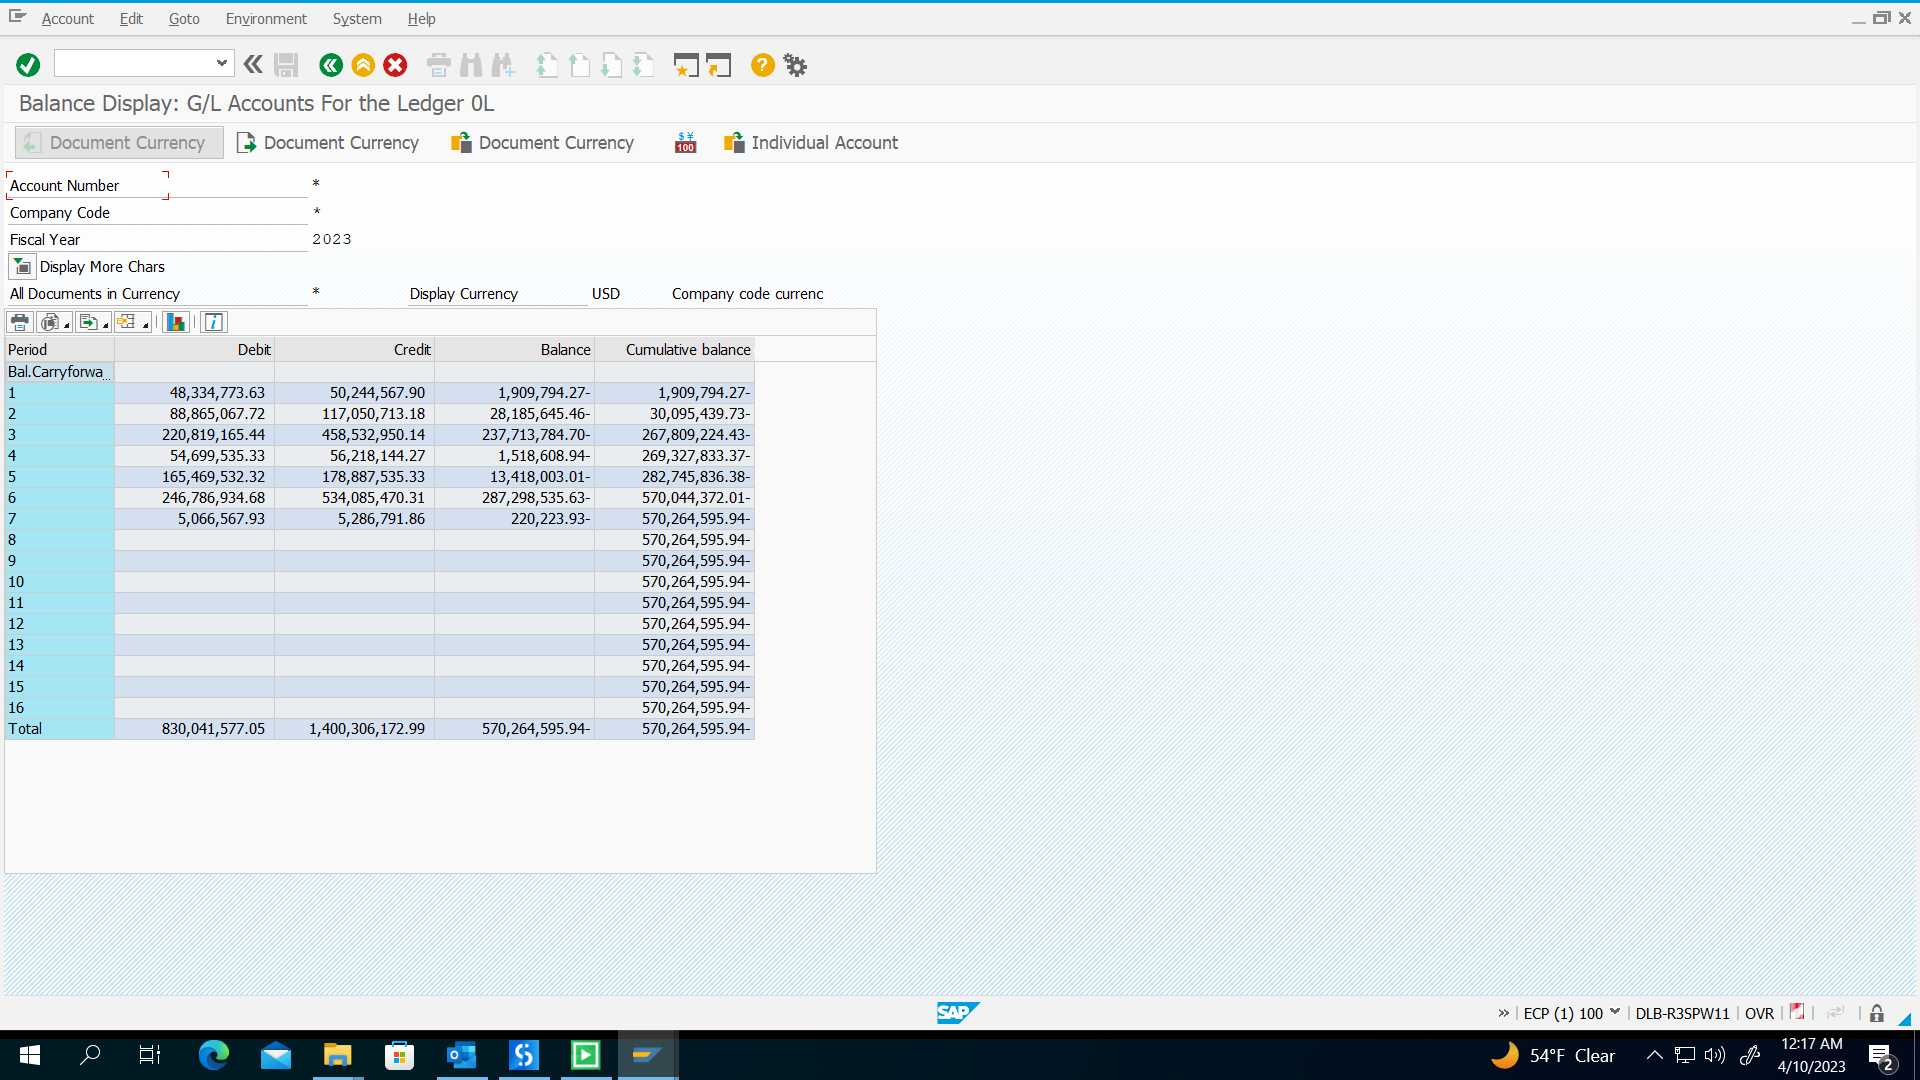 Account Edit Goto Environment System Help
Balance Display: G/L Accounts For the Ledger 0L
Document Currency Document Currency Document Currency $ ¥ 100 Individual Account
Account Number *
Company Code *
Fiscal Year 2023
Display More Chars
All Documents in Currency * Display Currency USD Company code currenc
Period Debit Credit Balance Cumulative balance
Bal.Carryforwa...
1 48,334,773.63 50,244,567.90 1,909,794.27- 1,909,794.27-
2 88,865,067.72 117,050,713.18 28,185,645.46- 30,095,439.73-
3 220,819,165.44 458,532,950.14 237,713,784.70- 267,809,224.43-
4 54,699,535.33 56,218,144.27 1,518,608.94- 269,327,833.37-
5 165,469,532.32 178,887,535.33 13,418,003.01- 282,745,836.38-
6 246,786,934.68 534,085,470.31 287,298,535.63- 570,044,372.01-
7 5,066,567.93 5,286,791.86 220,223.93- 570,264,595.94-
8 570,264,595.94-
9 570,264,595.94-
10 570,264,595.94-
11 570,264,595.94-
12 570,264,595.94-
13 570,264,595.94-
14 570,264,595.94-
15 570,264,595.94-
16 570,264,595.94-
Total 830,041,577.05 1,400,306,172.99 570,264,595.94- 570,264,595.94-
SAP ECP (1) 100 DLB-R3SPW11 OVR
54°F Clear 12:17 AM
4/10/2023 2